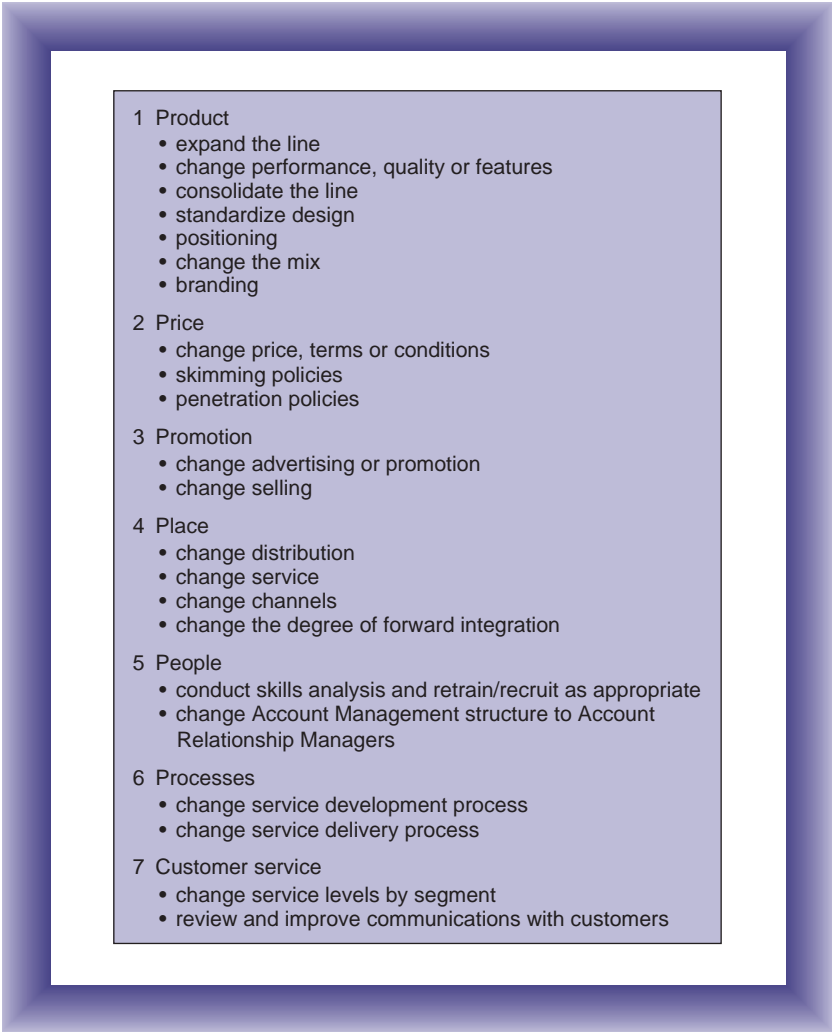 1 Product
• expand the line
• change performance, quality or features
• consolidate the line
• standardize design
• positioning
• change the mix
• branding
2 Price
• change price, terms or conditions
• skimming policies
• penetration policies
3 Promotion
• change advertising or promotion
• change selling
4 Place
• change distribution
• change service
• change channels
• change the degree of forward integration
5 People
• conduct skills analysis and retrain/recruit as appropriate
• change Account Management structure to Account
Relationship Managers
6 Processes
• change service development process
• change service delivery process
7 Customer service
• change service levels by segment
• review and improve communications with customers